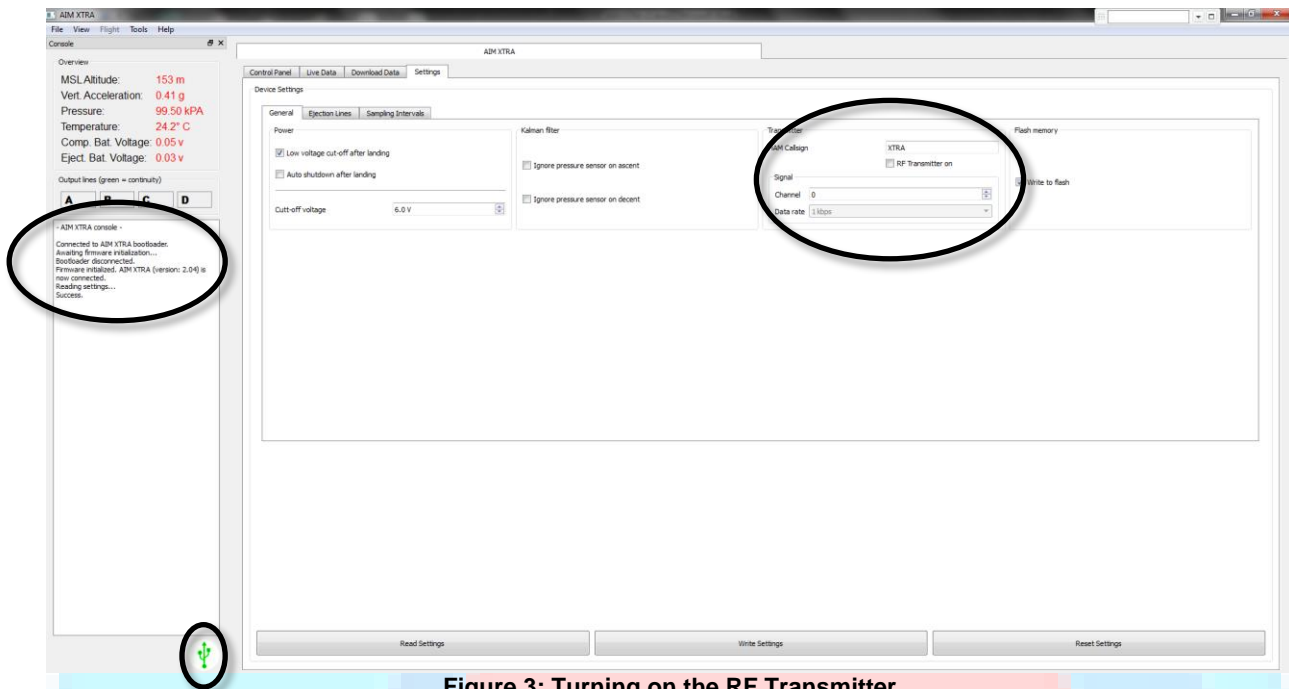 AIM XTRA
File View Flight Tools Help
Console
AIM XTRA
Overview
MSL Altitude: 153 m
Vert. Acceleration: 0.41 g
Pressure: 99.50 kPA
Temperature: 24.2° C
Comp. Bat. Voltage: 0.05 v
Eject. Bat. Voltage: 0.03 v
Output lines (green = continuity)
A B C D
- AIM XTRA console -
Connected to AIM XTRA bootloader.
Awaiting firmware initialization...
Bootloader disconnected.
Firmware initialized. AIM XTRA (version: 2.04) is
now connected.
Reading settings...
Success.
Control Panel Live Data Download Data Settings
Device Settings
General Ejection Lines Sampling Intervals
Power
Low voltage cut-off after landing
Auto shutdown after landing
Cutt-off voltage 6.0 V
Kalman filter
Ignore pressure sensor on ascent
Ignore pressure sensor on decent
Transmitter
HAM Callsign XTRA
RF Transmitter on
Signal
Channel 0
Data rate 1 kbps
Flash memory
Write to flash
Read Settings Write Settings Reset Settings
Figure 3: Turning on the RF Transmitter